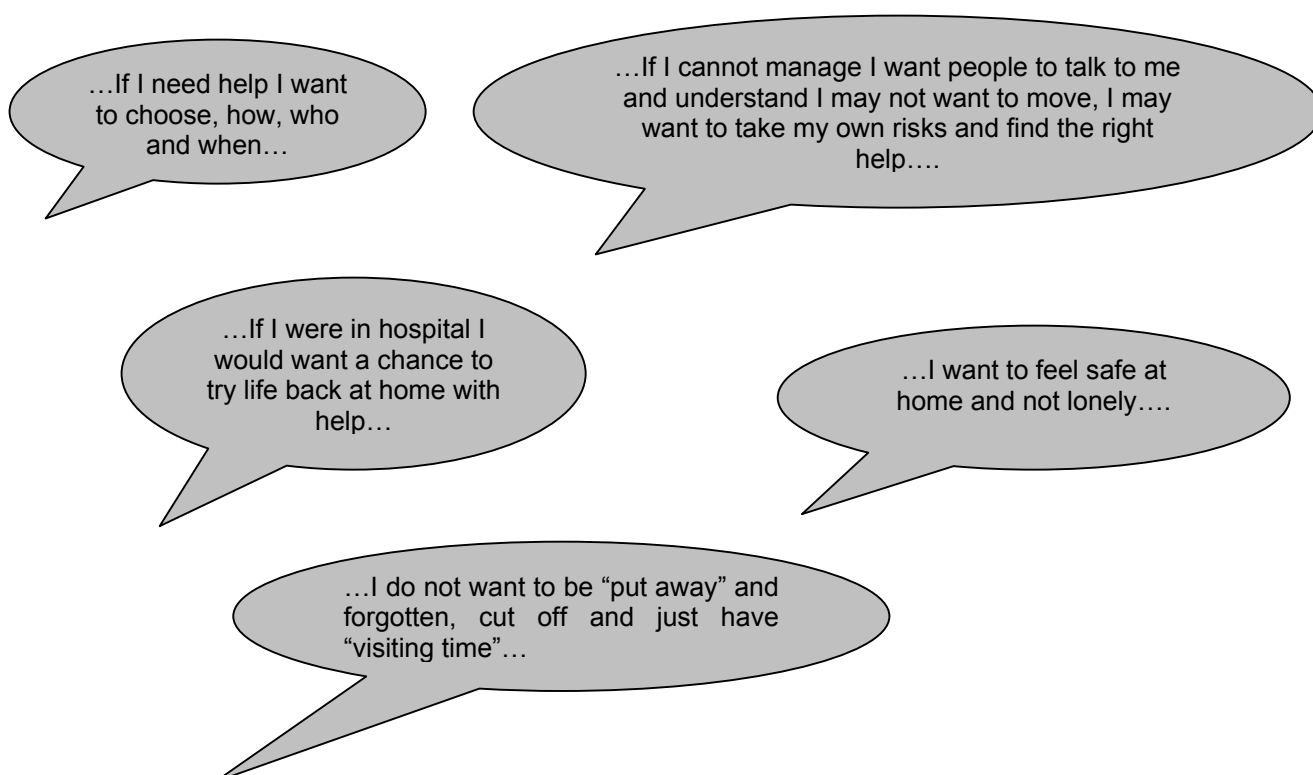 …If I need help I want
to choose, how, who
and when…
…If I cannot manage I want people to talk to me
and understand I may not want to move, I may
want to take my own risks and find the right
help….
…If I were in hospital I
would want a chance to
try life back at home with
help…
…I want to feel safe at
home and not lonely….
…I do not want to be “put away” and
forgotten, cut off and just have
“visiting time”…